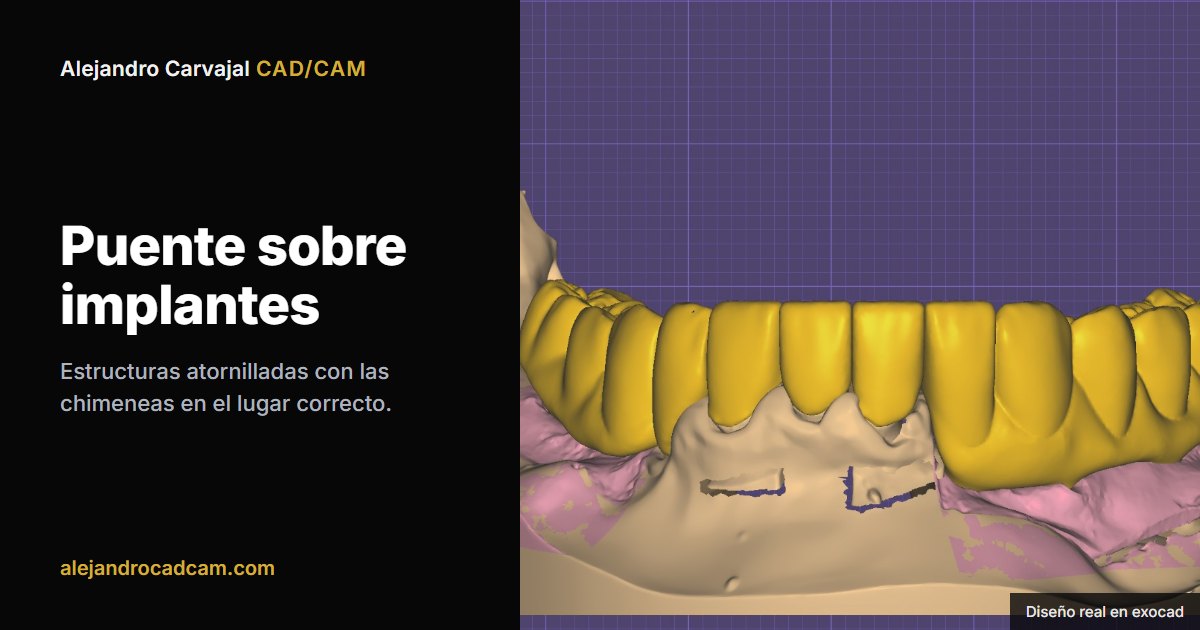 Alejandro Carvajal CAD/CAM
Puente sobre
implantes
Estructuras atornilladas con las
chimeneas en el lugar correcto.
alejandrocadcam.com
Diseño real en exocad